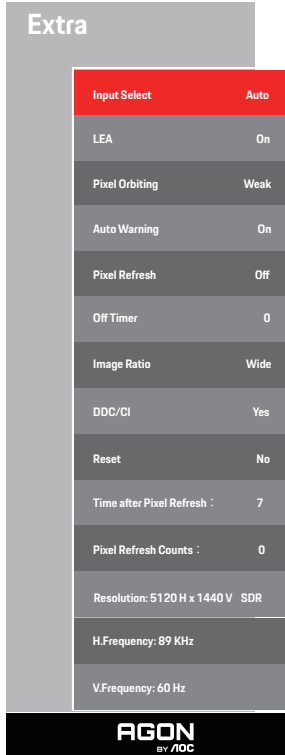 Extra
Input Select Auto
LEA On
Pixel Orbiting Weak
Auto Warning On
Pixel Refresh Off
Off Timer 0
Image Ratio Wide
DDC/CI Yes
Reset No
Time after Pixel Refresh : 7
Pixel Refresh Counts : 0
Resolution: 5120 H x 1440 V SDR
H.Frequency: 89 KHz
V.Frequency: 60 Hz
AGON
BY AOC